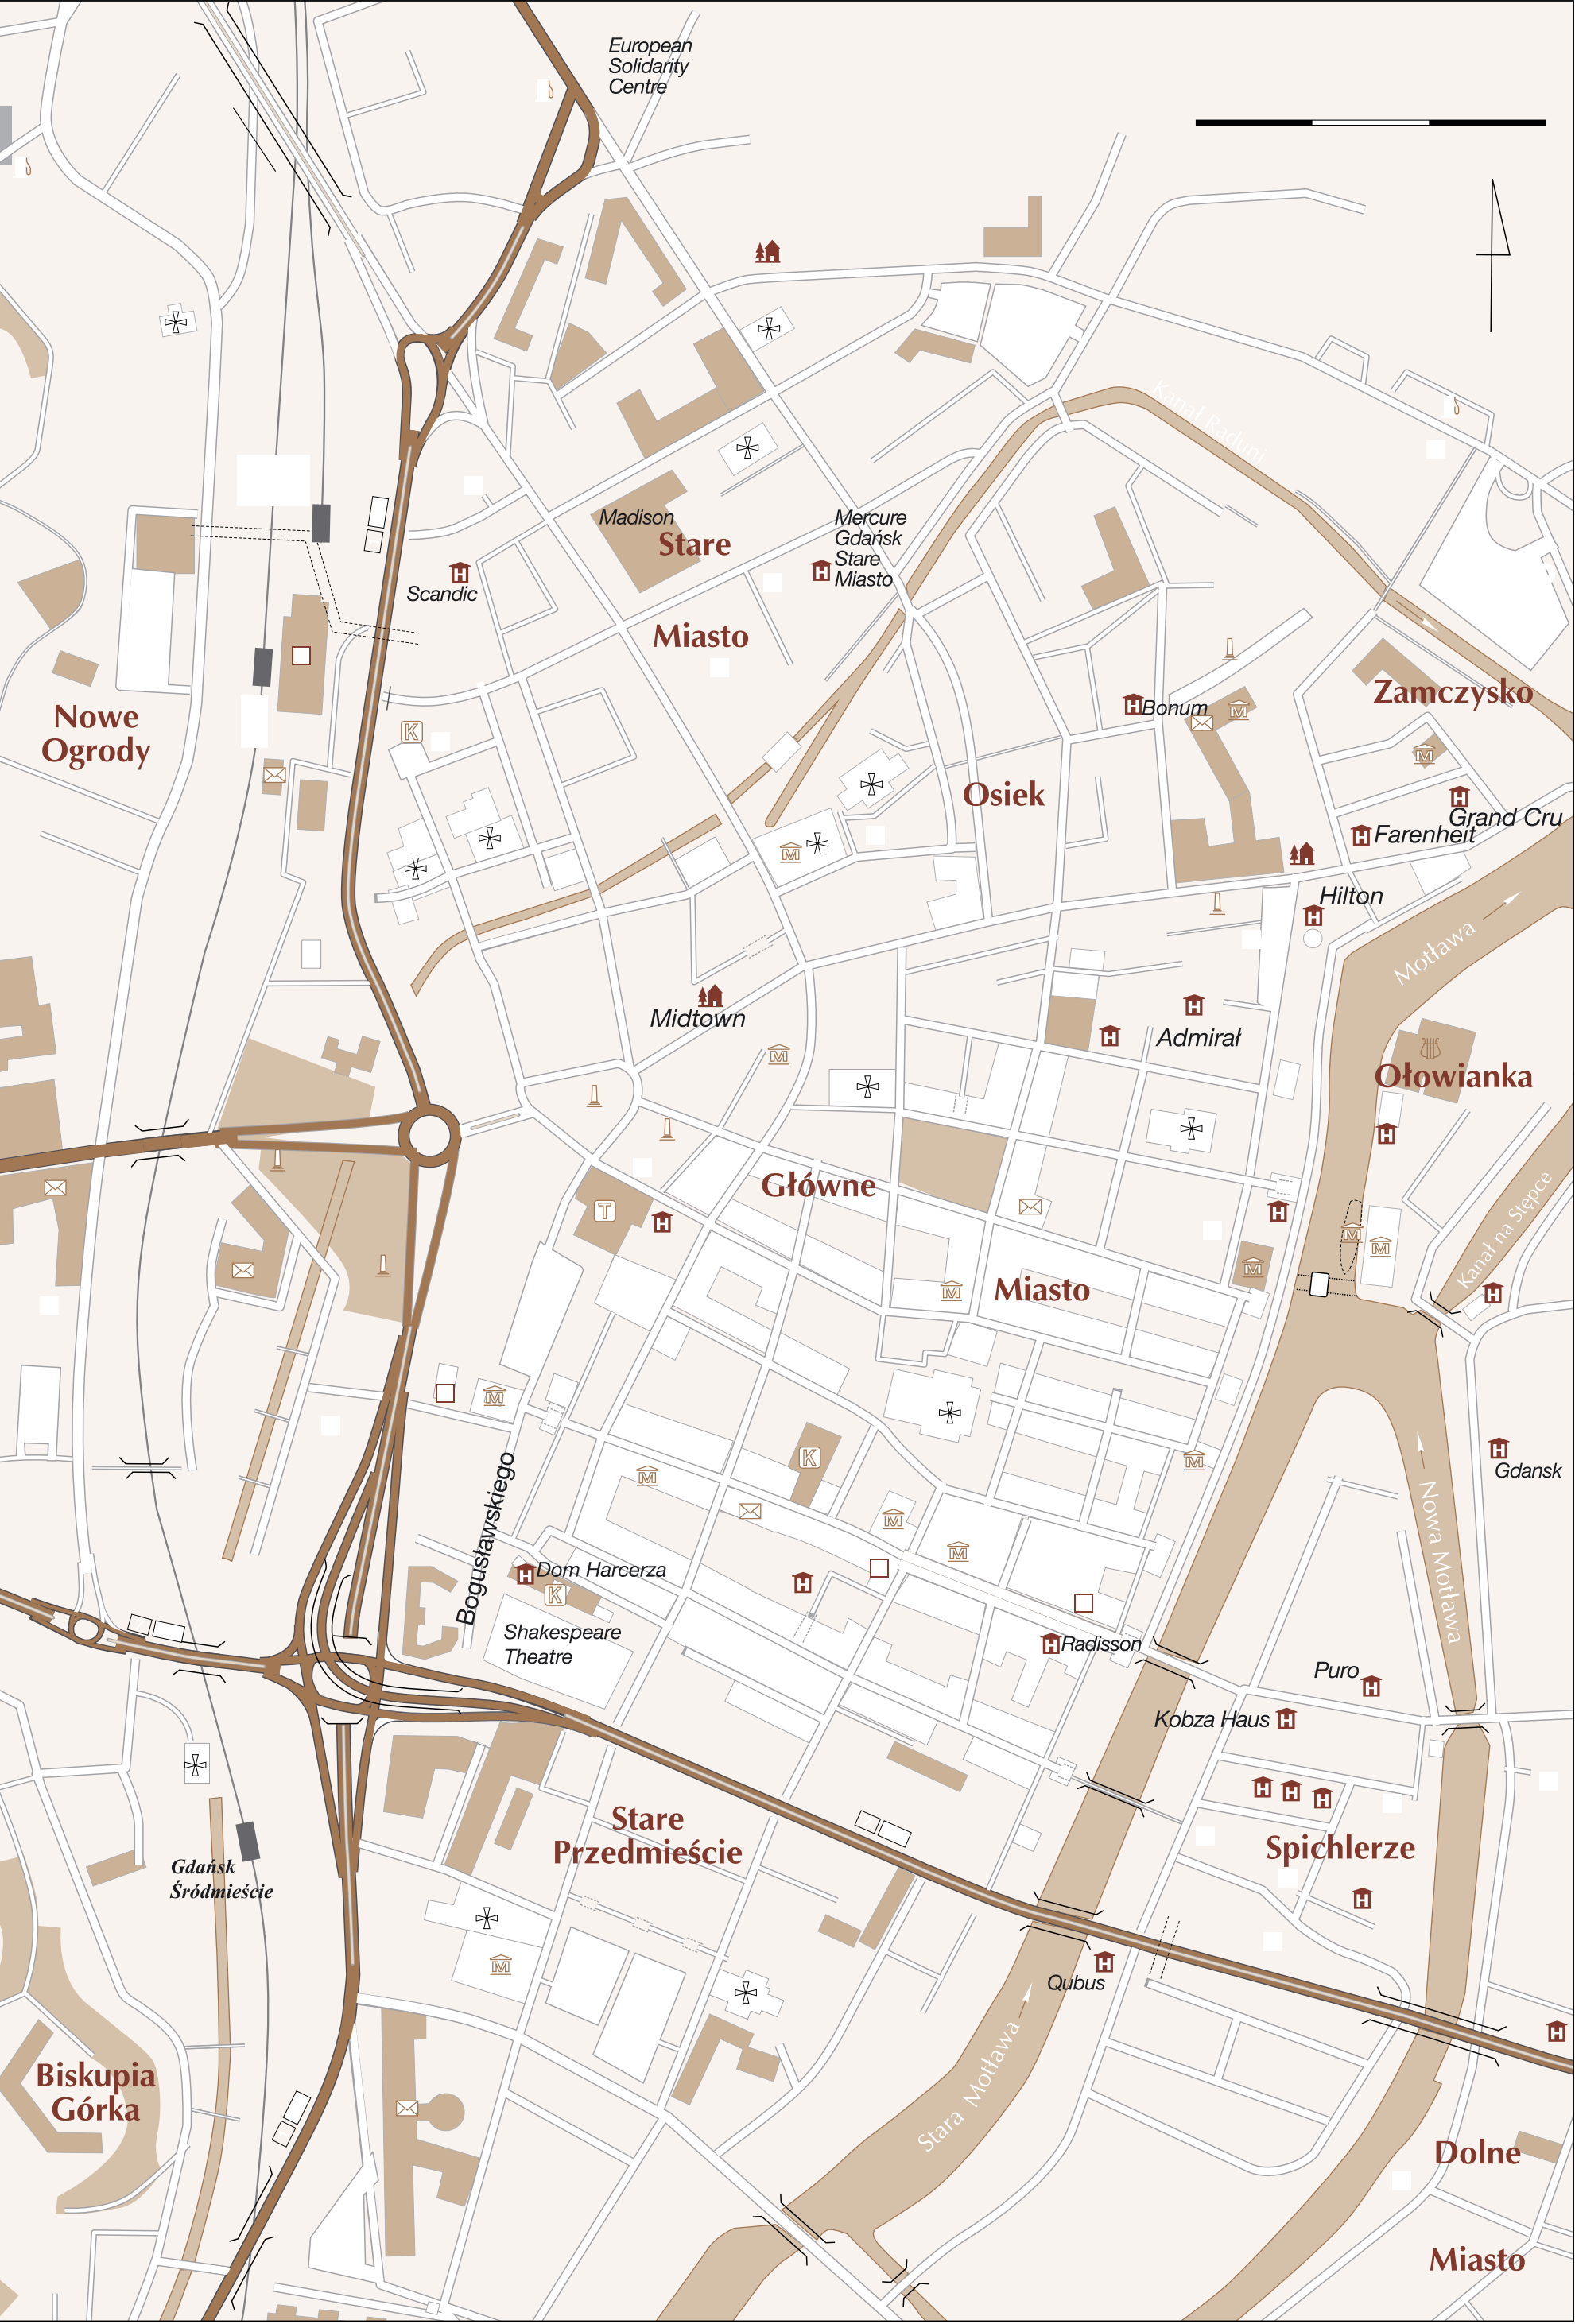 European
Solidarity
Centre
Kanał Raduni
Madison
Stare
Miasto
Mercure
Gdańsk
Stare
Miasto
Scandic
Zamczysko
Nowe
Ogrody
K
Bonum
Osiek
Grand Cru
Farenheit
Hilton
Motława
Midtown
Admirał
Ołowianka
Główne
Miasto
T
Kanał na Stępce
Gdansk
Nowa Motława
K
Bogusławskiego
Dom Harcerza
K
Shakespeare
Theatre
Radisson
Puro
Kobza Haus
Stare
Przedmieście
Spichlerze
Gdańsk
Śródmieście
Qubus
Stara Motława
Biskupia
Górka
Dolne
Miasto